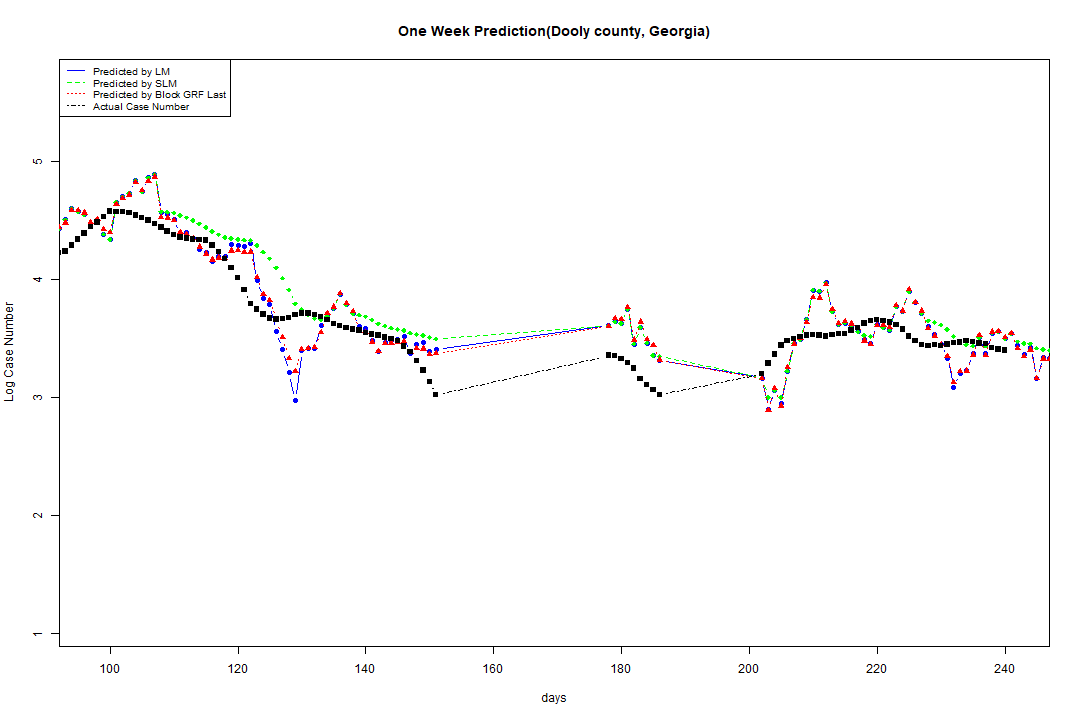 One Week Prediction(Dooly county, Georgia)
Predicted by LM
Predicted by SLM
Predicted by Block GRF Last
Actual Case Number
5
4
3
2
1
Log Case Number
100 120 140 160 180 200 220 240
days